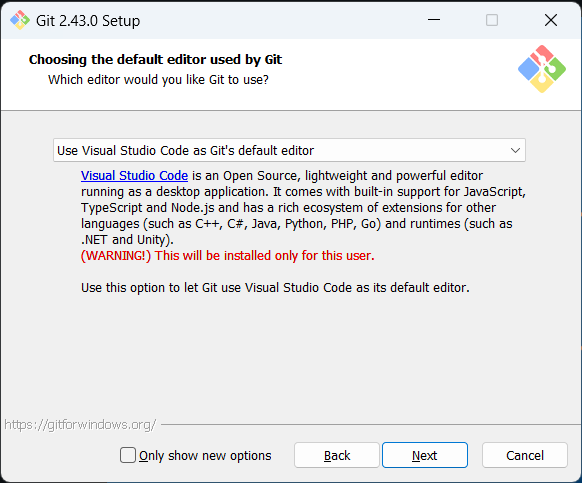 Git 2.43.0 Setup
Choosing the default editor used by Git
Which editor would you like Git to use?
Use Visual Studio Code as Git's default editor
Visual Studio Code is an Open Source, lightweight and powerful editor
running as a desktop application. It comes with built-in support for JavaScript,
TypeScript and Node.js and has a rich ecosystem of extensions for other
languages (such as C++, C#, Java, Python, PHP, Go) and runtimes (such as
.NET and Unity).
(WARNING!) This will be installed only for this user.
Use this option to let Git use Visual Studio Code as its default editor.
https://gitforwindows.org/
Only show new options
Back
Next
Cancel